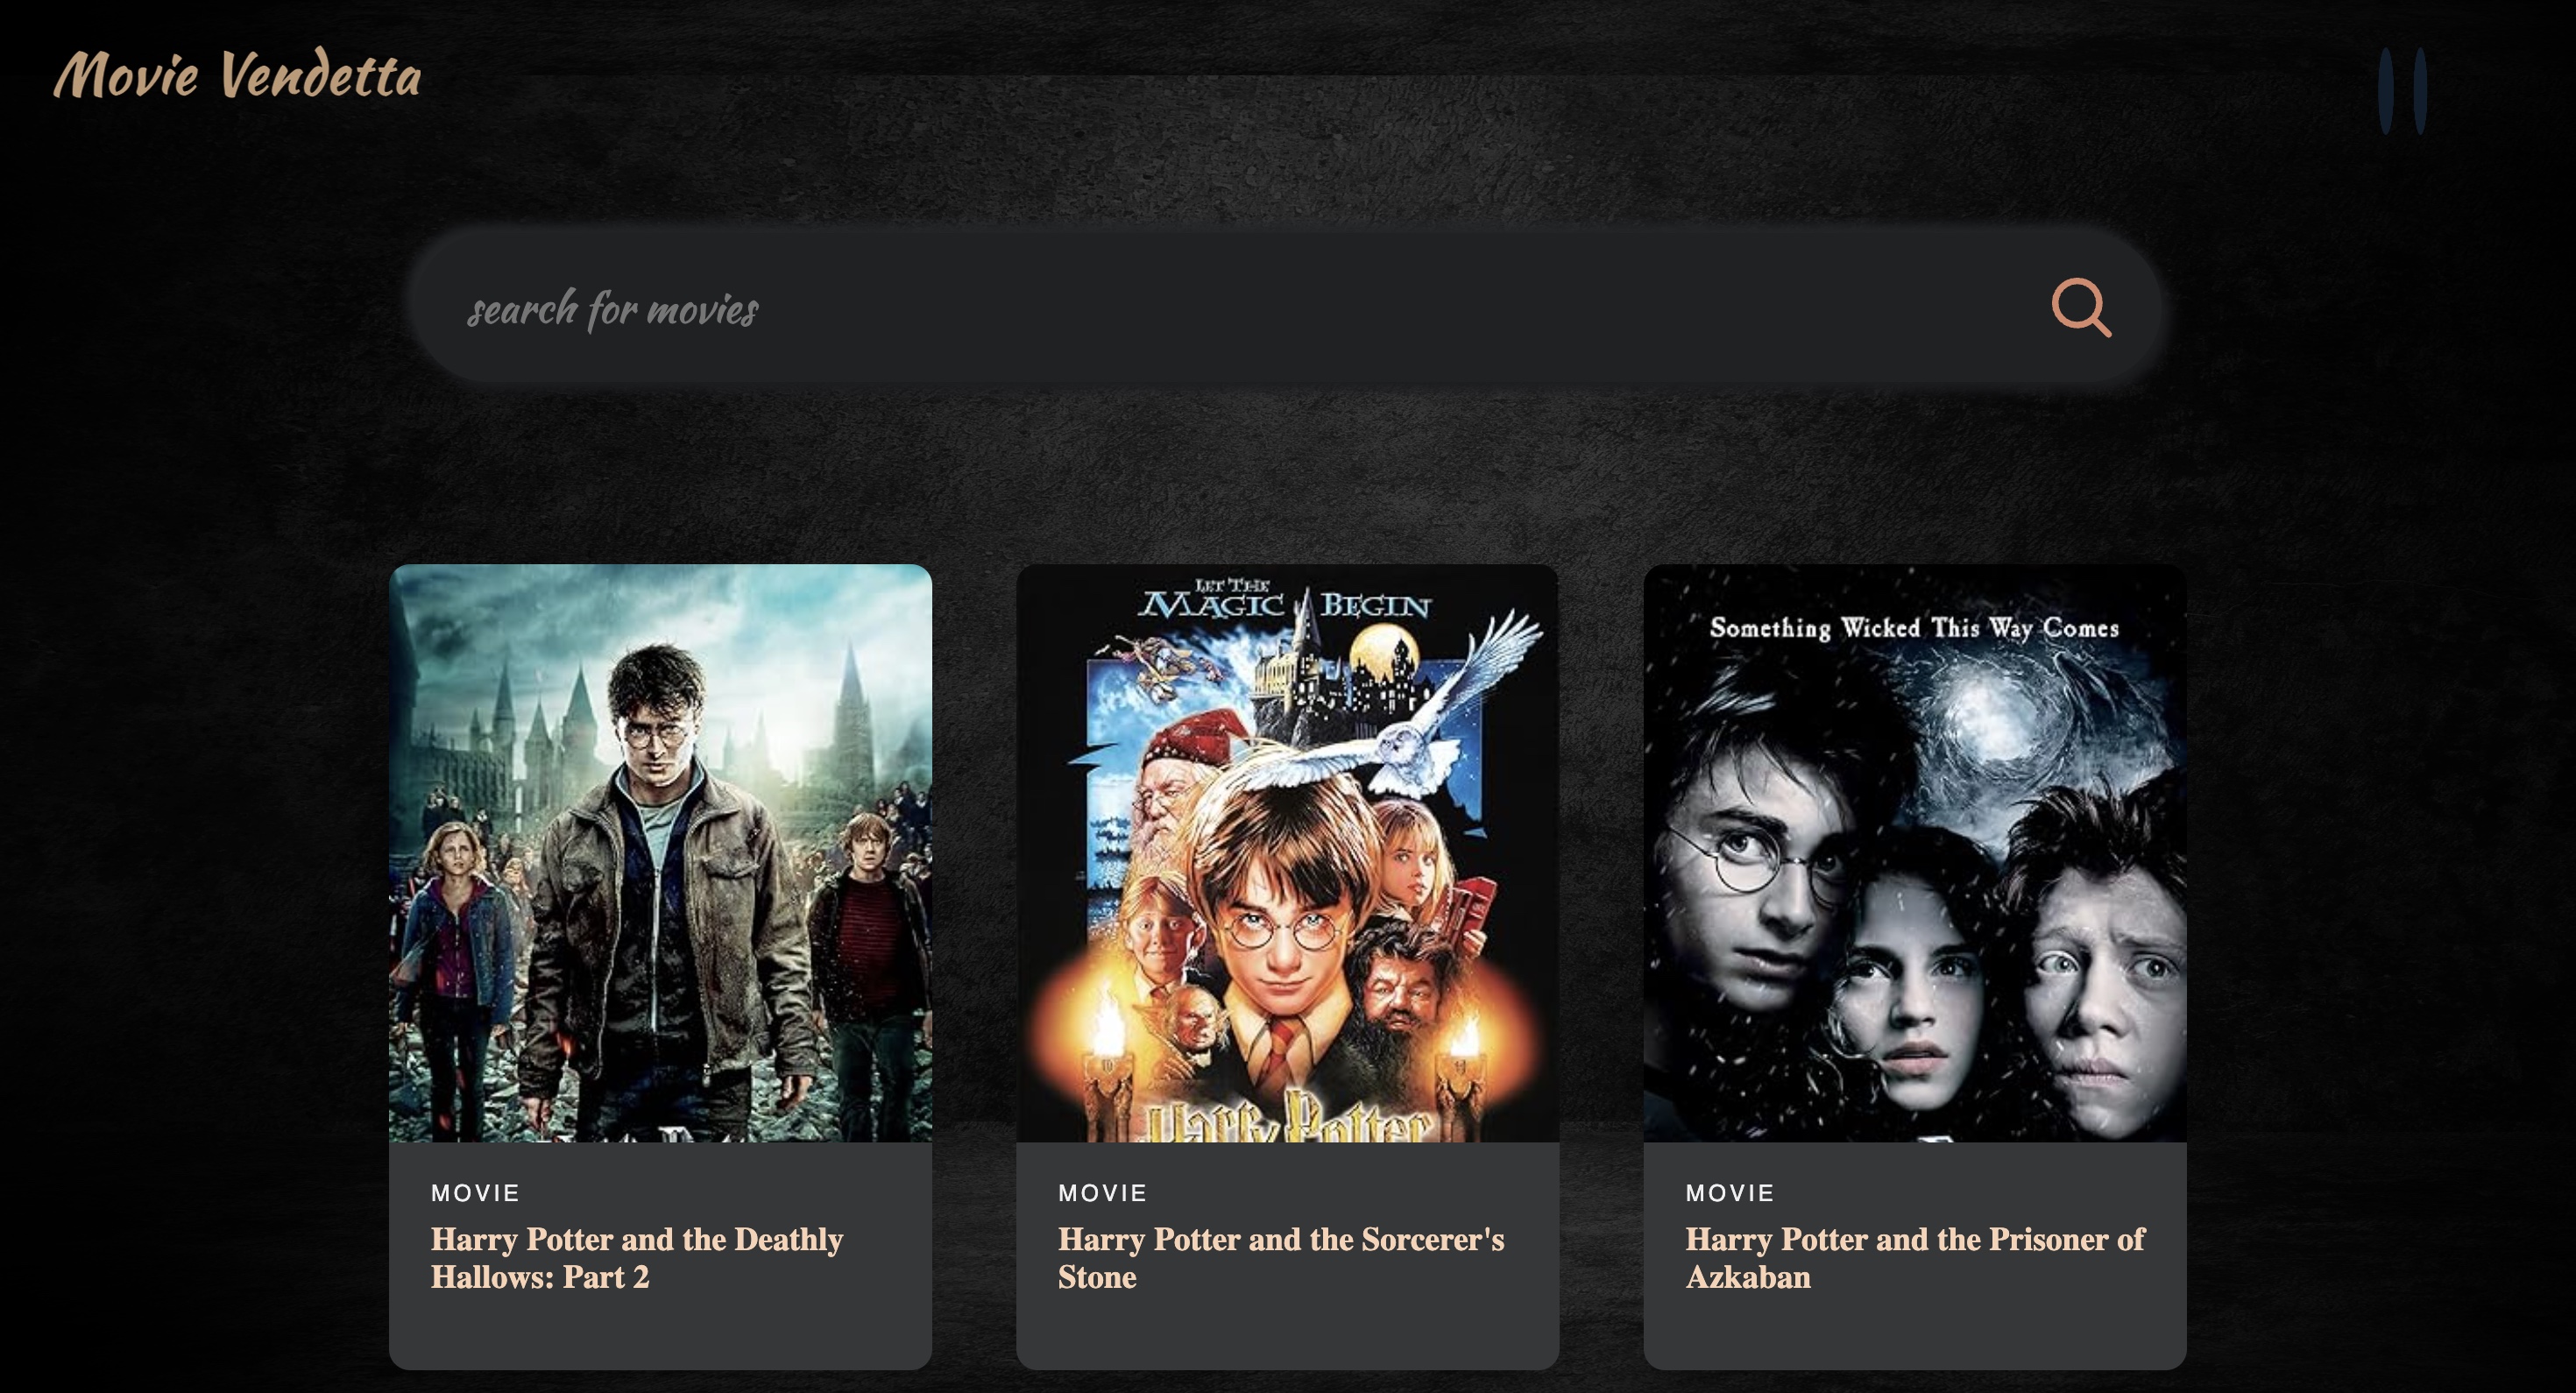 Movie Vendetta
search for movies
LET THE
MAGIC BEGIN
Something Wicked This Way Comes
Harry Potter
MOVIE
Harry Potter and the Deathly
Hallows: Part 2
MOVIE
Harry Potter and the Sorcerer's
Stone
MOVIE
Harry Potter and the Prisoner of
Azkaban